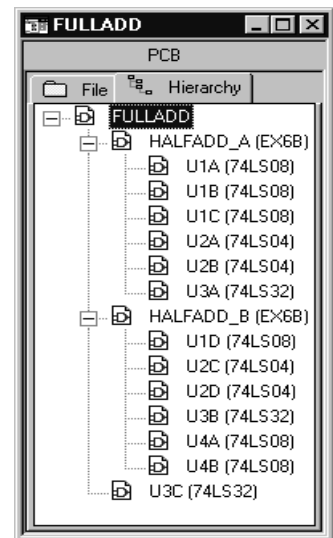 FULLADD
PCB
File Hierarchy
FULLADD
HALFADD_A (EX6B)
U1A (74LS08)
U1B (74LS08)
U1C (74LS08)
U2A (74LS04)
U2B (74LS04)
U3A (74LS32)
HALFADD_B (EX6B)
U1D (74LS08)
U2C (74LS04)
U2D (74LS04)
U3B (74LS32)
U4A (74LS08)
U4B (74LS08)
U3C (74LS32)